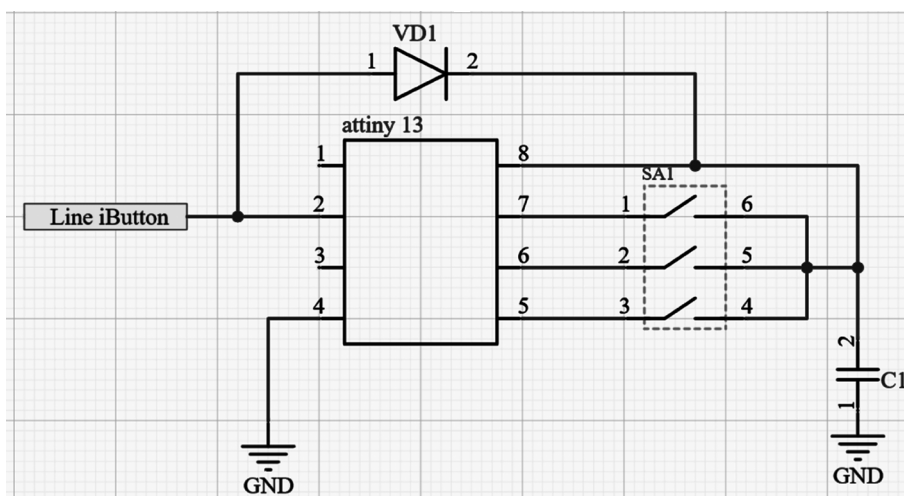 VD1
1 2
attiny 13
1 8
SA1
Line iButton 2 7 1 6
3 6 2 5
4 5 3 4
2
C1
1
GND GND